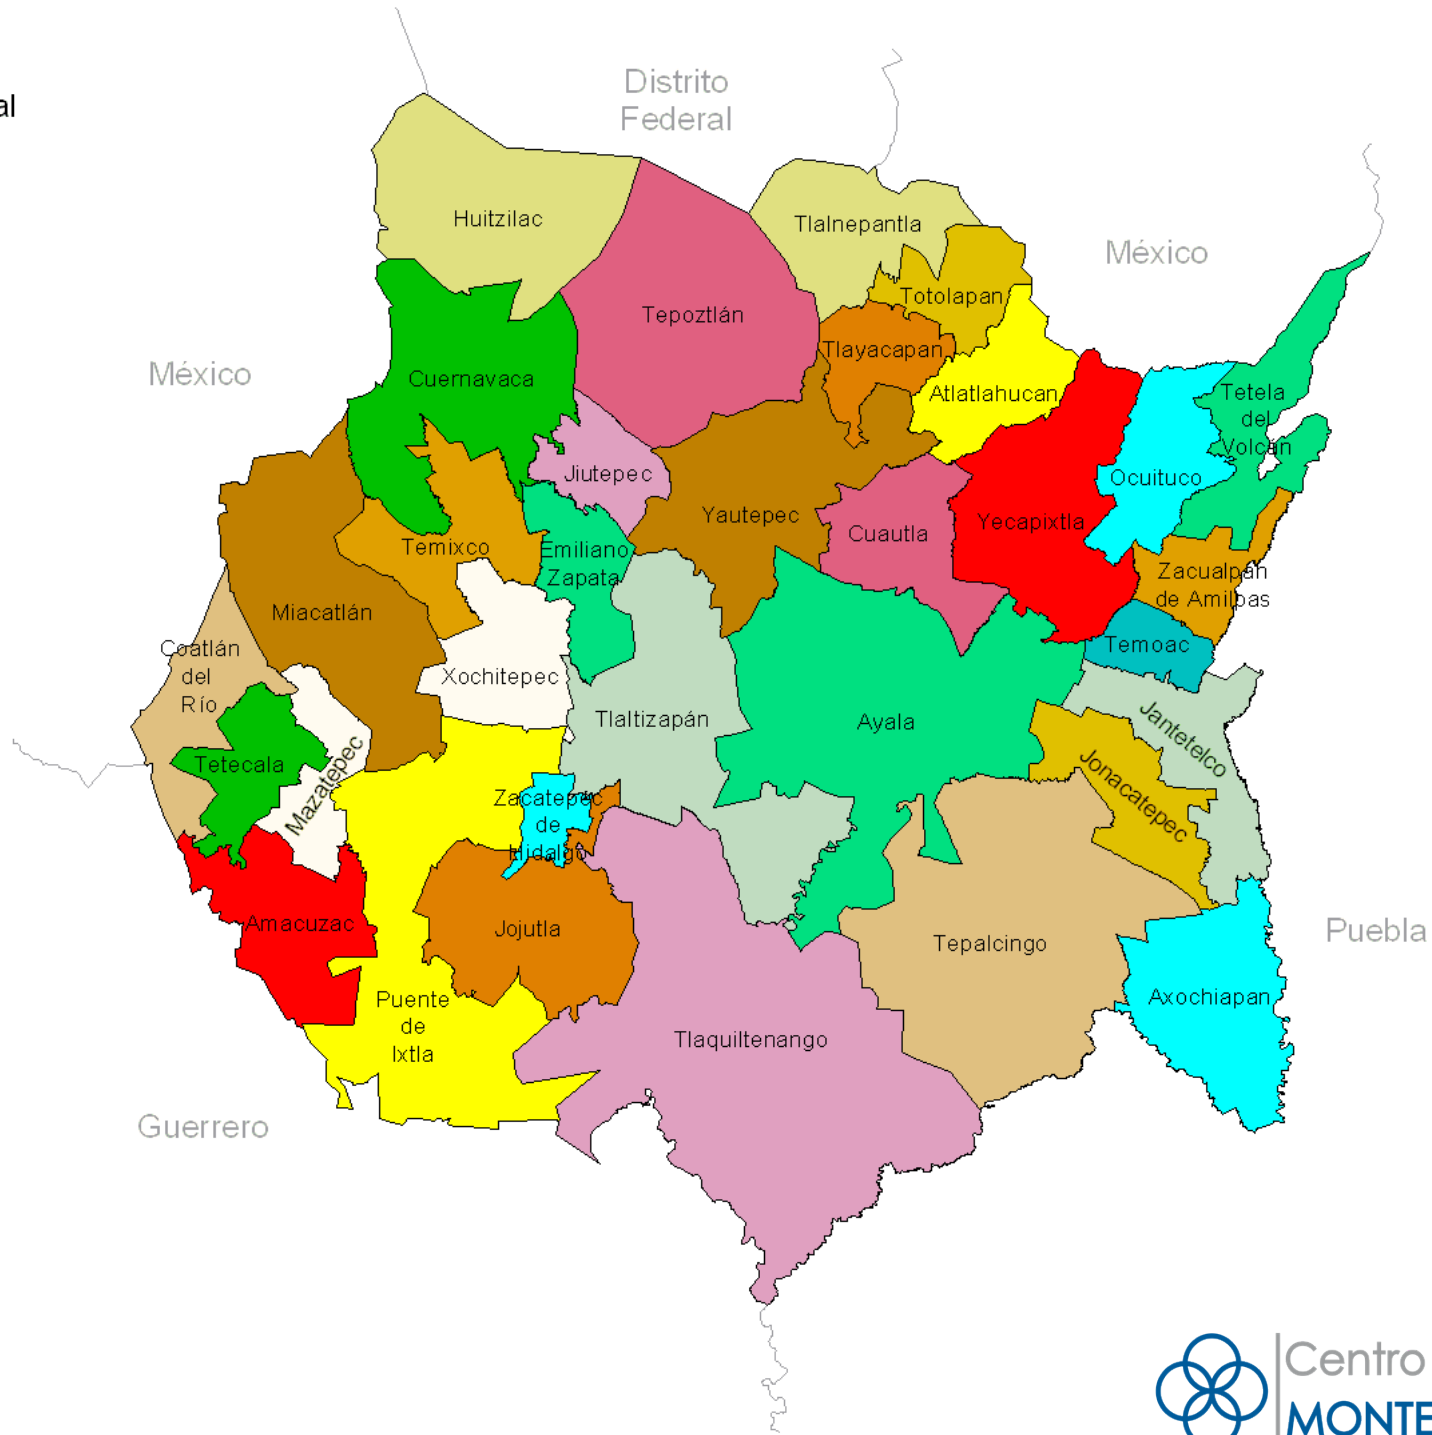 al
Distrito
Federal
Huitzilac
Tlalnepantla
México
Totolapan
Tepoztlán
Tlayacapan
México
Cuernavaca
Atlatlahucan
Tetela
del
Volcán
Jiutepec
Ocuituco
Yautepec
Yecapixtla
Cuautla
Temixco
Emiliano
Zapata
Zacualpan
de Amilpas
Miacatlán
Temoac
Coatlán
del
Río
Xochitepec
Tlaltizapán
Ayala
Jantetelco
Tetecala
Mazatepec
Jonacatepec
Zacatepec
de
Hidalgo
Amacuzac
Jojutla
Puebla
Tepalcingo
Puente
de
Ixtla
Axochiapan
Tlaquiltenango
Guerrero
Centro
MONTE